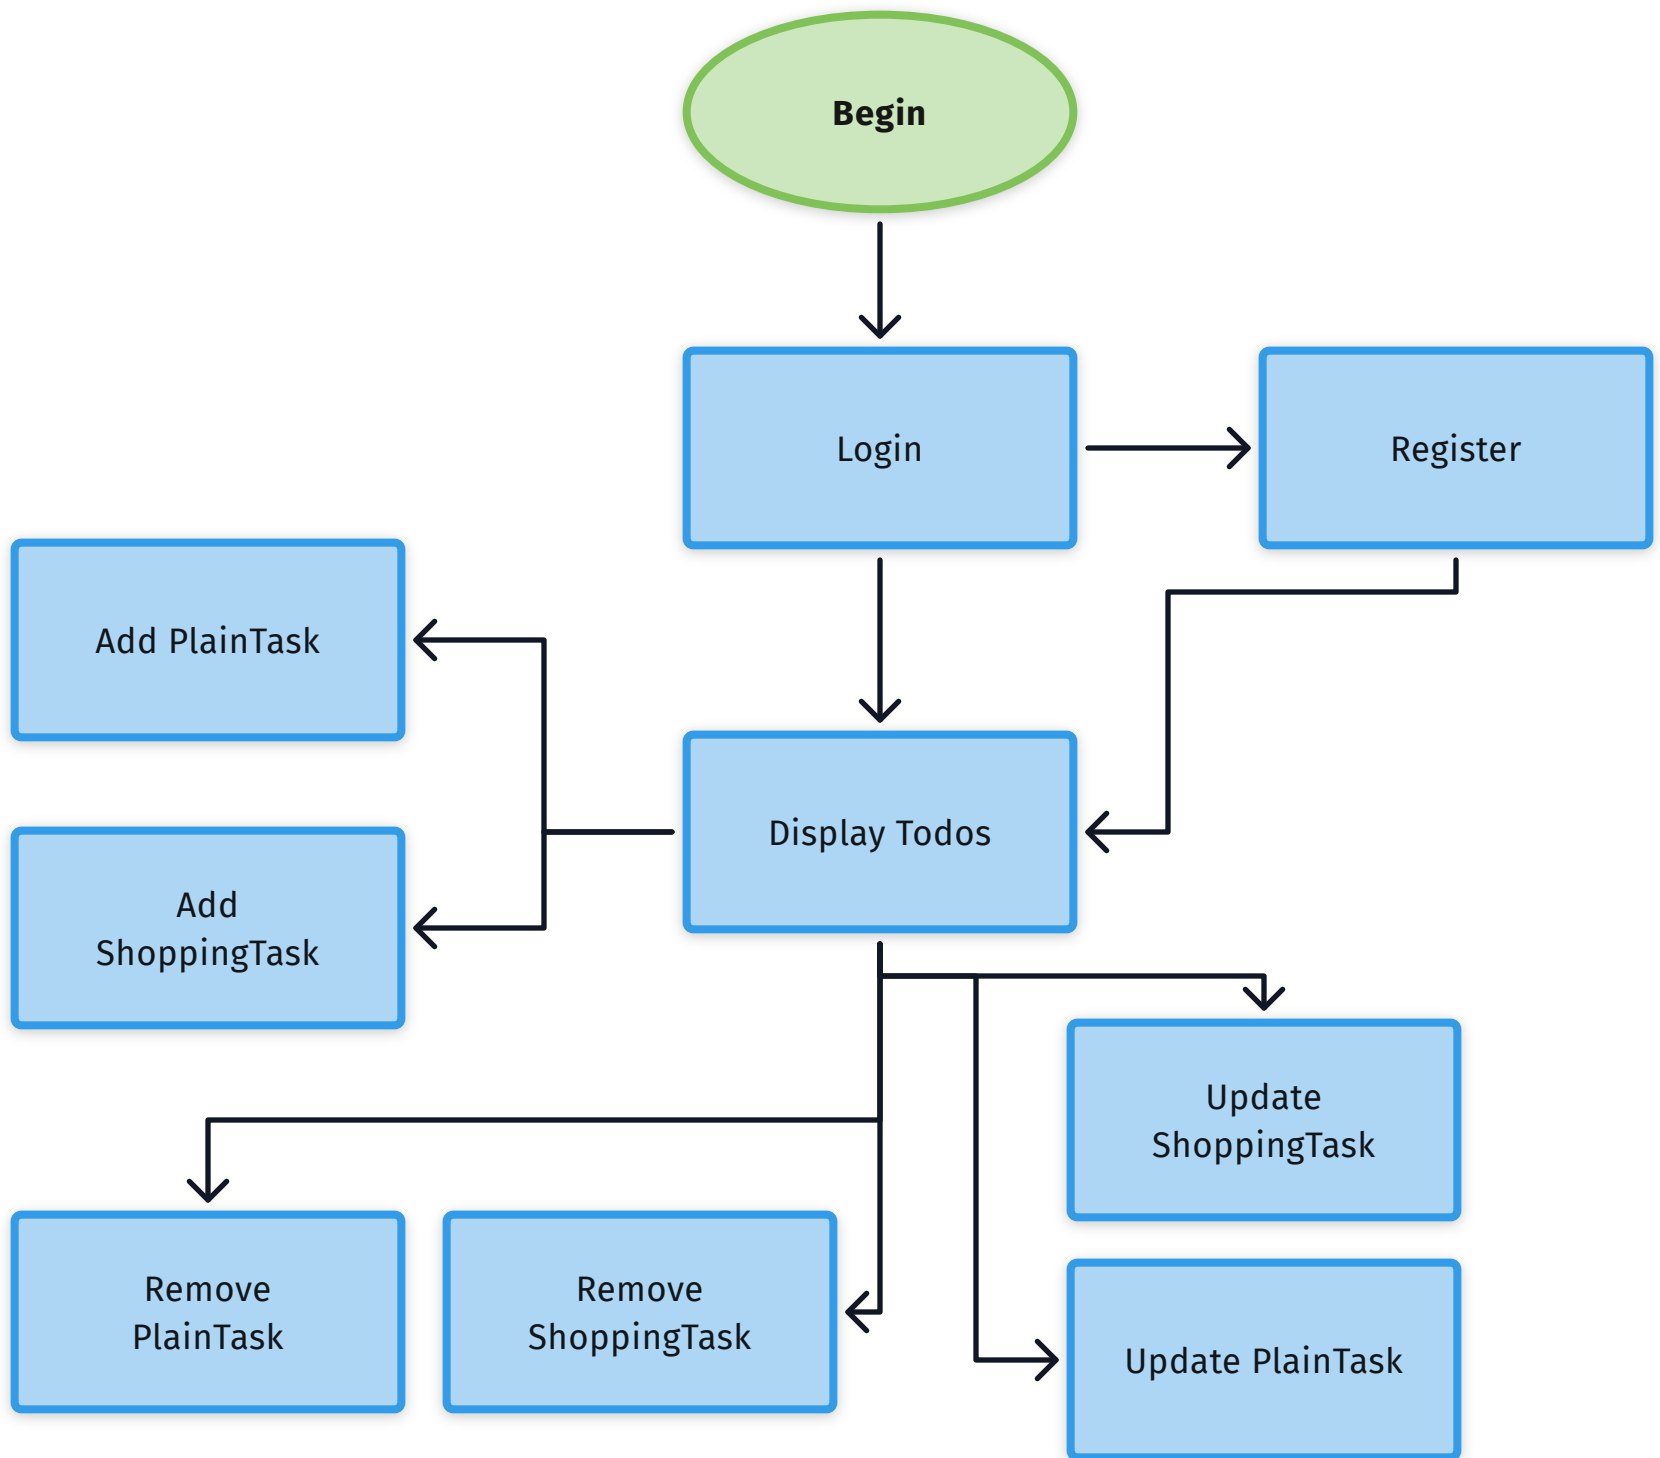 Begin
Login
Register
Add PlainTask
Display Todos
Add
ShoppingTask
Update
ShoppingTask
Remove
PlainTask
Remove
ShoppingTask
Update PlainTask